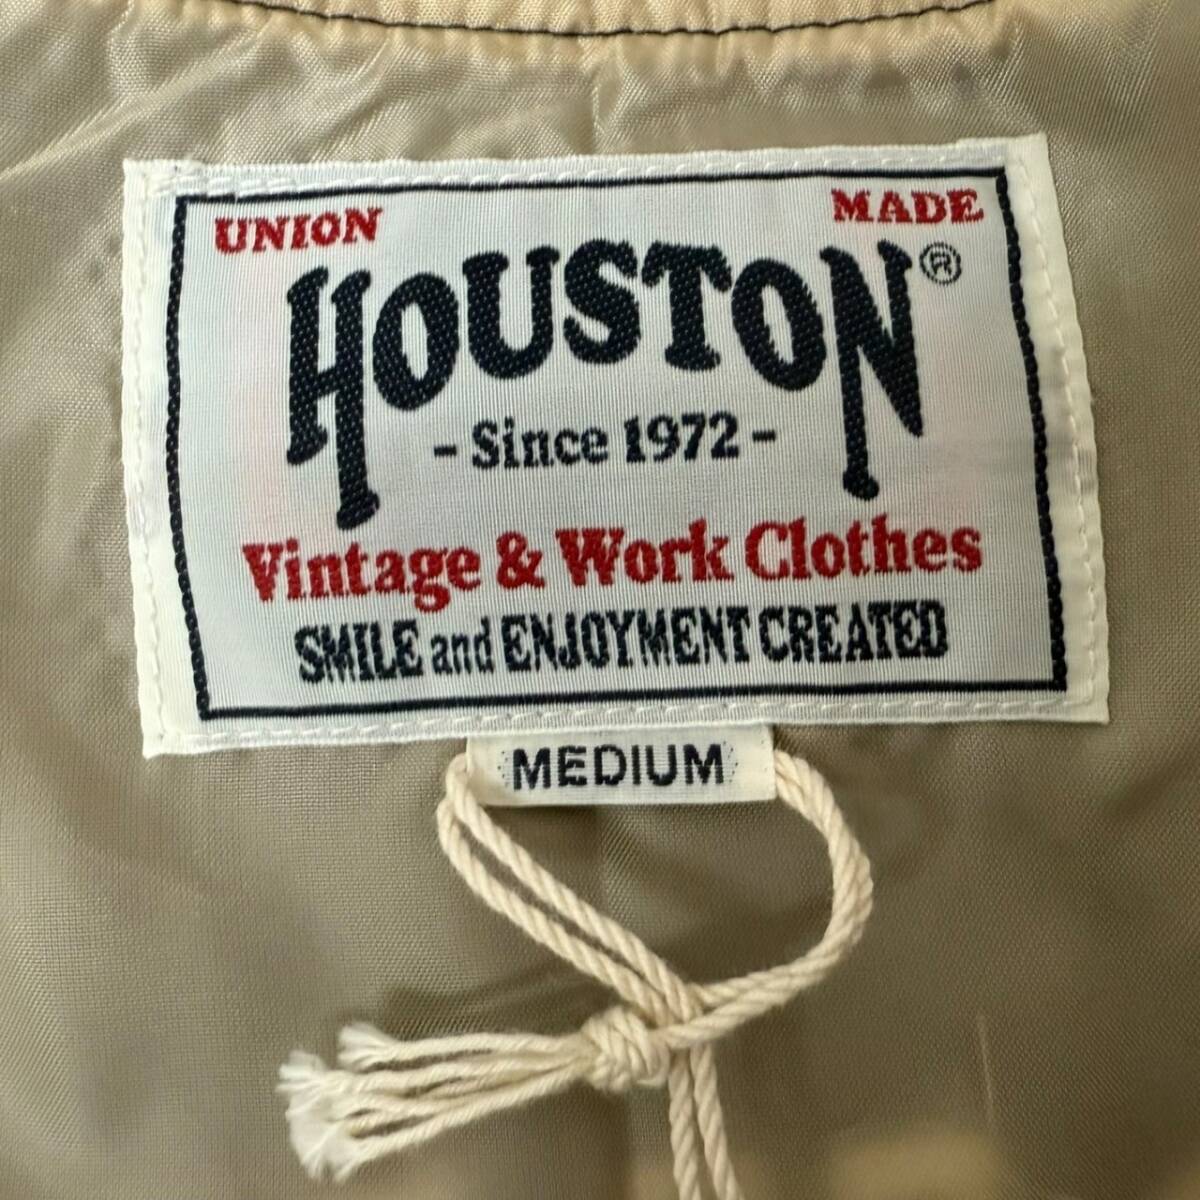 UNION MADE
HOUSTON®
- Since 1972 -
Vintage & Work Clothes
SMILE and ENJOYMENT CREATED
MEDIUM